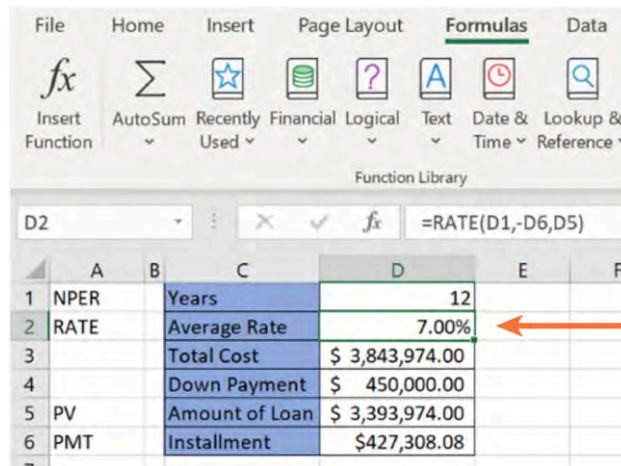 File Home Insert Page Layout Formulas Data
fx Σ ? A
Insert AutoSum Recently Financial Logical Text Date & Lookup &
Function Used Time Reference
Function Library
D2 fx =RATE(D1,-D6,D5)
A B C D E F
1 NPER Years 12
2 RATE Average Rate 7.00%
3 Total Cost $ 3,843,974.00
4 Down Payment $ 450,000.00
5 PV Amount of Loan $ 3,393,974.00
6 PMT Installment $427,308.08